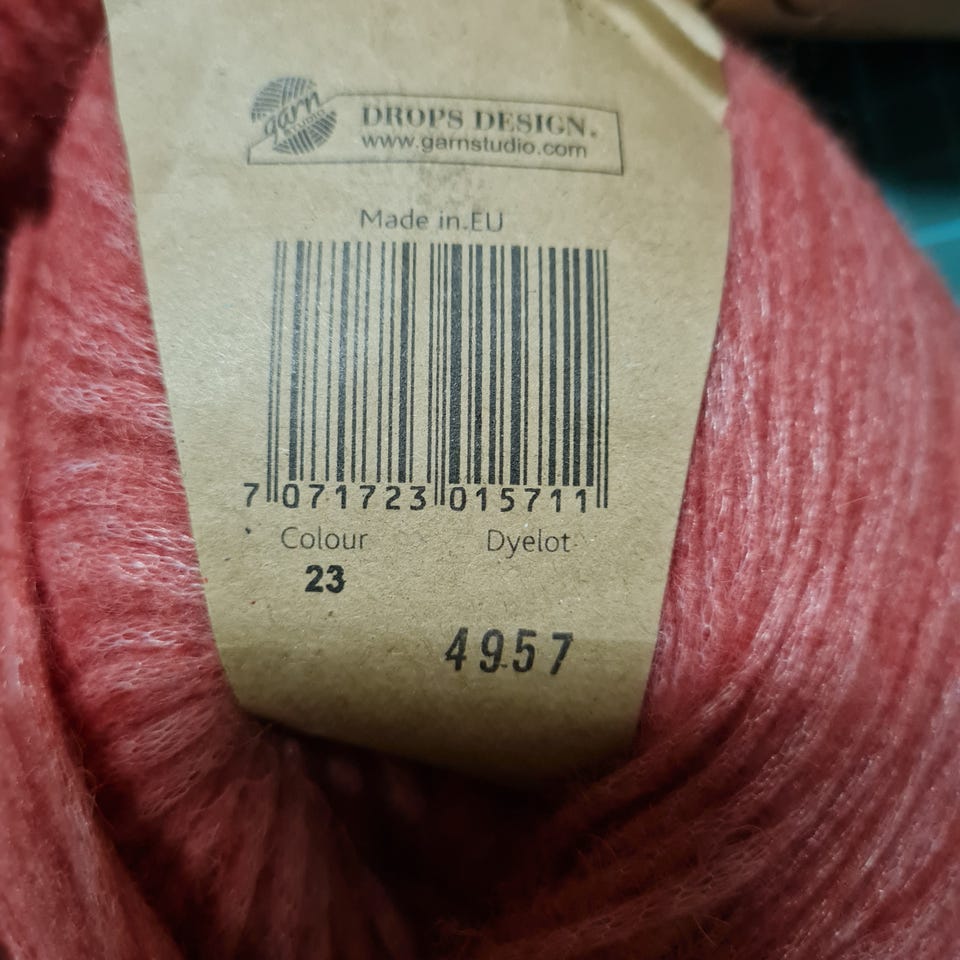 garn
DROPS DESIGN.
www.garnstudio.com
Made in EU
7 071723 015711
Colour Dyelot
23
4957